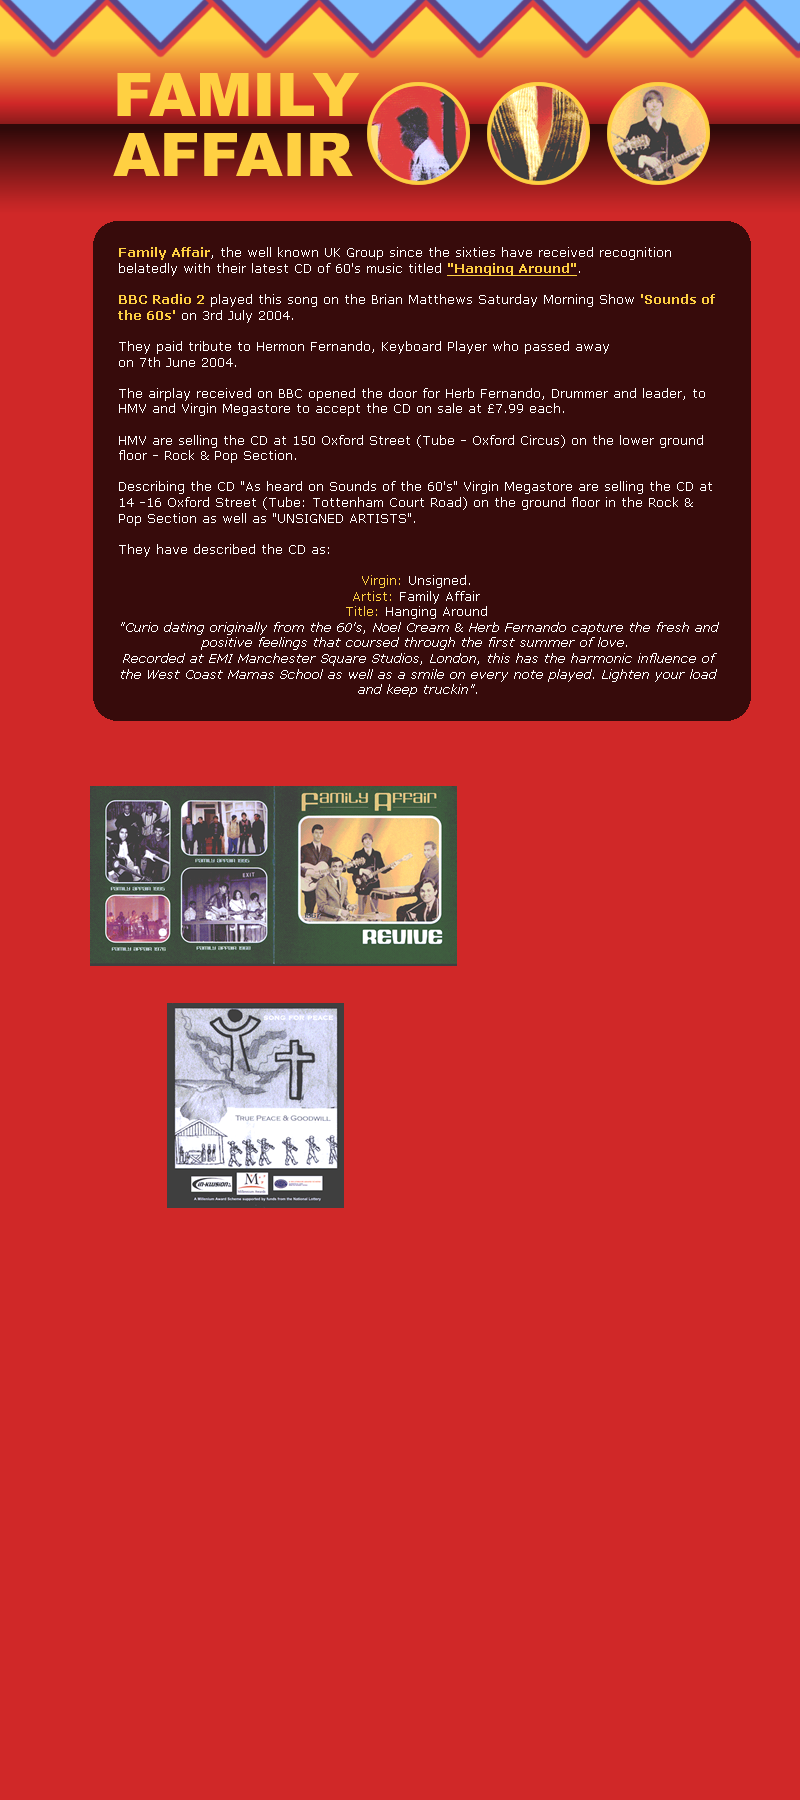 FAMILY
AFFAIR
Family Affair, the well known UK Group since the sixties have received recognition
belatedly with their latest CD of 60's music titled "Hanging Around".
BBC Radio 2 played this song on the Brian Matthews Saturday Morning Show 'Sounds of
the 60s' on 3rd July 2004.
They paid tribute to Hermon Fernando, Keyboard Player who passed away
on 7th June 2004.
The airplay received on BBC opened the door for Herb Fernando, Drummer and leader, to
HMV and Virgin Megastore to accept the CD on sale at £7.99 each.
HMV are selling the CD at 150 Oxford Street (Tube - Oxford Circus) on the lower ground
floor - Rock & Pop Section.
Describing the CD "As heard on Sounds of the 60's" Virgin Megastore are selling the CD at
14 -16 Oxford Street (Tube: Tottenham Court Road) on the ground floor in the Rock &
Pop Section as well as "UNSIGNED ARTISTS".
They have described the CD as:
Virgin: Unsigned.
Artist: Family Affair
Title: Hanging Around
"Curio dating originally from the 60's, Noel Cream & Herb Fernando capture the fresh and
positive feelings that coursed through the first summer of love.
Recorded at EMI Manchester Square Studios, London, this has the harmonic influence of
the West Coast Mamas School as well as a smile on every note played. Lighten your load
and keep truckin".
Family Affair
EXIT
FAMILY AFFAIR 1976
REVIVE
SONG FOR PEACE
TRUE PEACE & GOODWILL
IN-KWISION
M
Millennium Awards
A Millennium Award Scheme supported by funds from the National Lottery